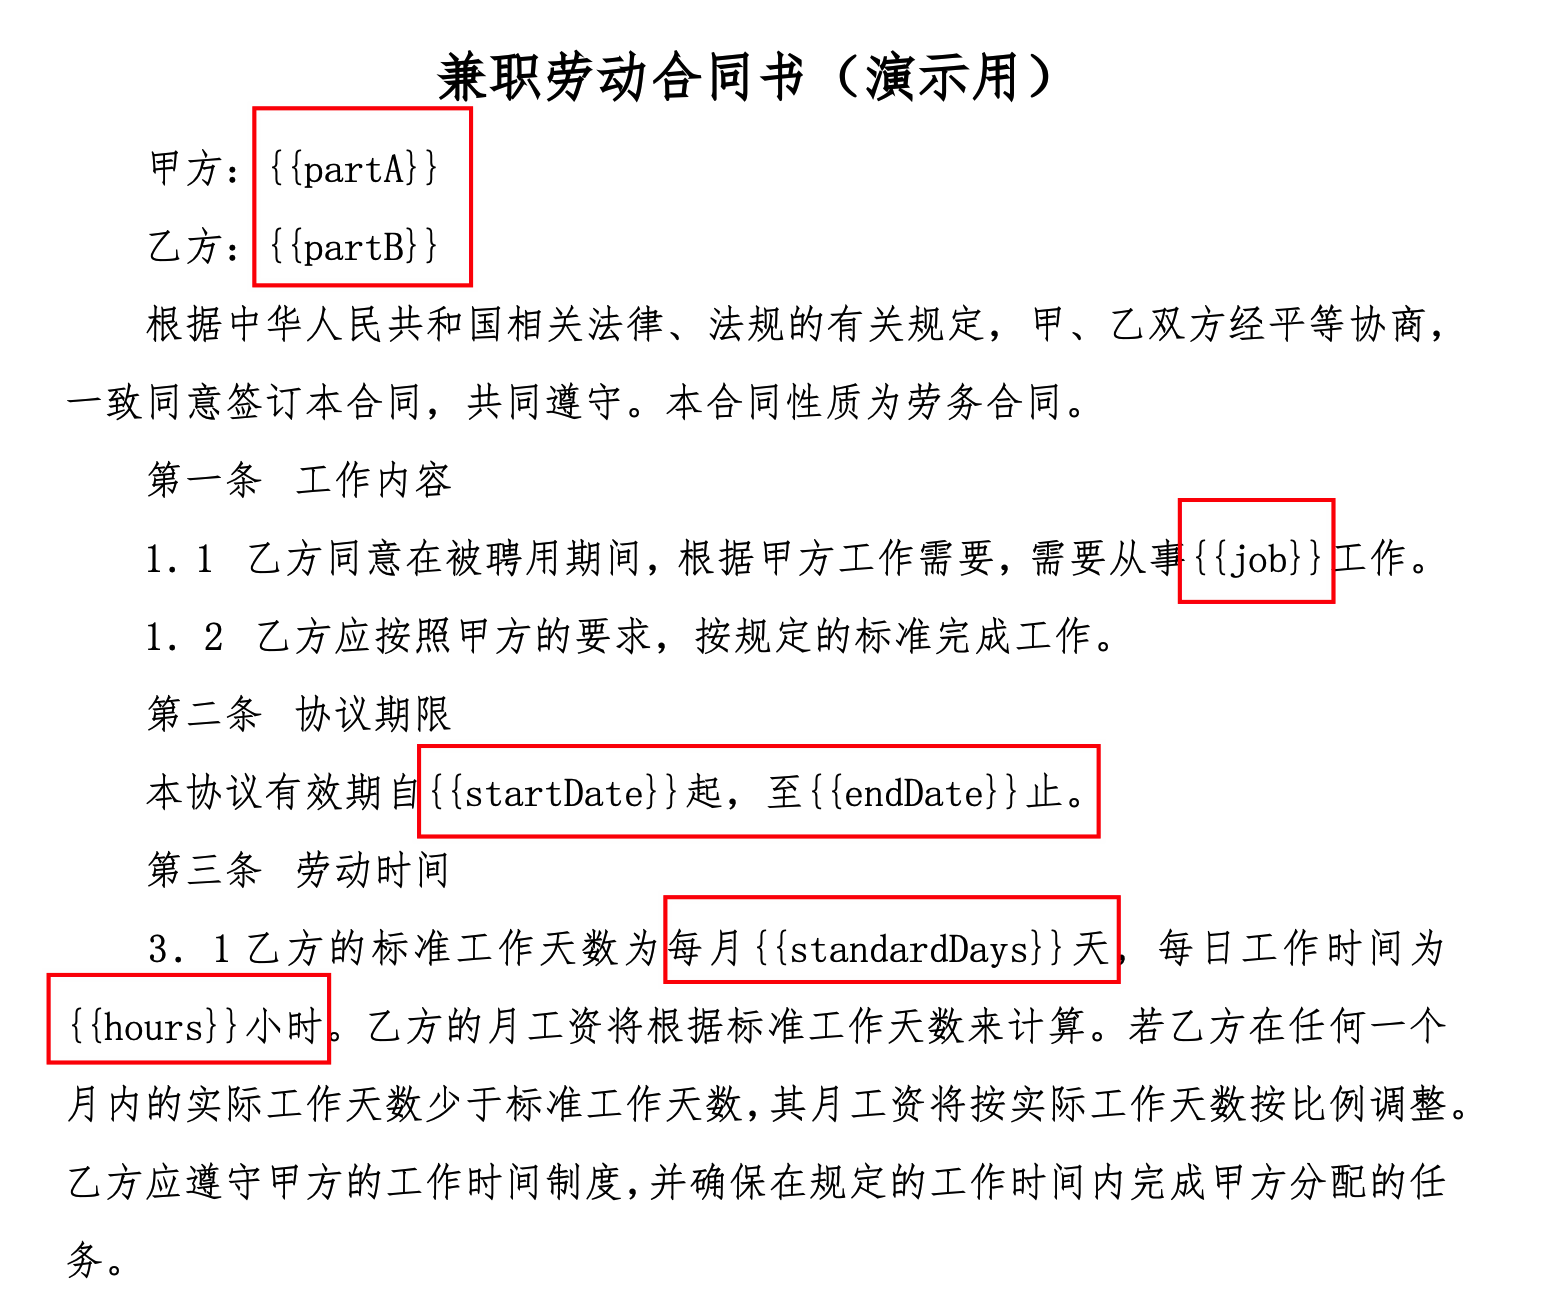 兼职劳动合同书（演示用）
甲方：{{partA}}
乙方：{{partB}}
根据中华人民共和国相关法律、法规的有关规定，甲、乙双方经平等协商，
一致同意签订本合同，共同遵守。本合同性质为劳务合同。
第一条 工作内容
1.1 乙方同意在被聘用期间，根据甲方工作需要，需要从事{{job}}工作。
1. 2 乙方应按照甲方的要求，按规定的标准完成工作。
第二条 协议期限
本协议有效期自{{startDate}}起，至{{endDate}}止。
第三条 劳动时间
3. 1 乙方的标准工作天数为每月{{standardDays}}天，每日工作时间为
{{hours}}小时。乙方的月工资将根据标准工作天数来计算。若乙方在任何一个
月内的实际工作天数少于标准工作天数，其月工资将按实际工作天数按比例调整。
乙方应遵守甲方的工作时间制度，并确保在规定的工作时间内完成甲方分配的任
务。